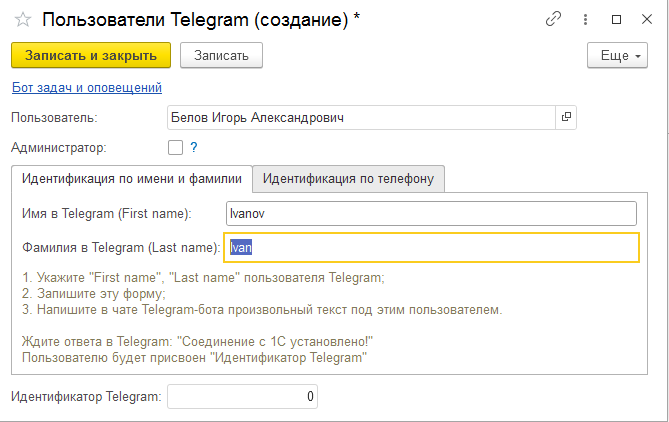 Пользователи Telegram (создание) *
Записать и закрыть Записать Еще
Бот задач и оповещений
Пользователь: Белов Игорь Александрович
Администратор: ?
Идентификация по имени и фамилии Идентификация по телефону
Имя в Telegram (First name): Ivanov
Фамилия в Telegram (Last name): Ivan
1. Укажите "First name", "Last name" пользователя Telegram;
2. Запишите эту форму;
3. Напишите в чате Telegram-бота произвольный текст под этим пользователем.
Ждите ответа в Telegram: "Соединение с 1С установлено!"
Пользователю будет присвоен "Идентификатор Telegram"
Идентификатор Telegram: 0